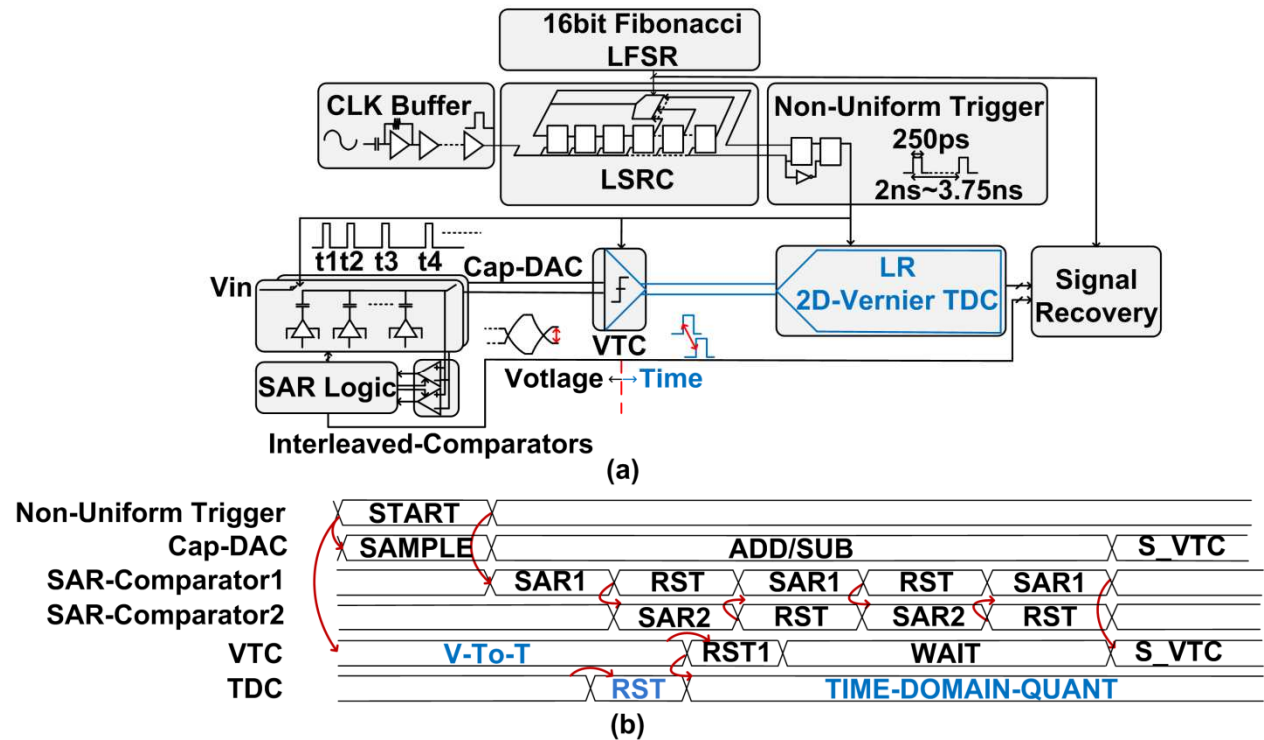 16bit Fibonacci
LFSR
CLK Buffer
LSRC
Non-Uniform Trigger
250ps
2ns~3.75ns
t1 t2 t3 t4
Vin
Cap-DAC
VTC
LR
2D-Vernier TDC
Signal
Recovery
SAR Logic
Votlage
Time
Interleaved-Comparators
(a)
Non-Uniform Trigger START
Cap-DAC SAMPLE ADD/SUB S_VTC
SAR-Comparator1 SAR1 RST SAR1 RST SAR1
SAR-Comparator2 SAR2 RST SAR2 RST
VTC V-To-T RST1 WAIT S_VTC
TDC RST TIME-DOMAIN-QUANT
(b)